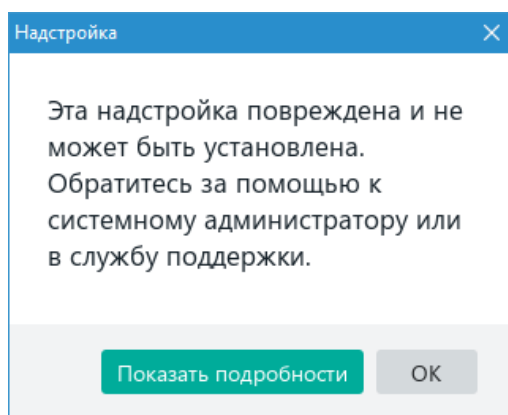 Надстройка
Эта надстройка повреждена и не
может быть установлена.
Обратитесь за помощью к
системному администратору или
в службу поддержки.
Показать подробности
ОК